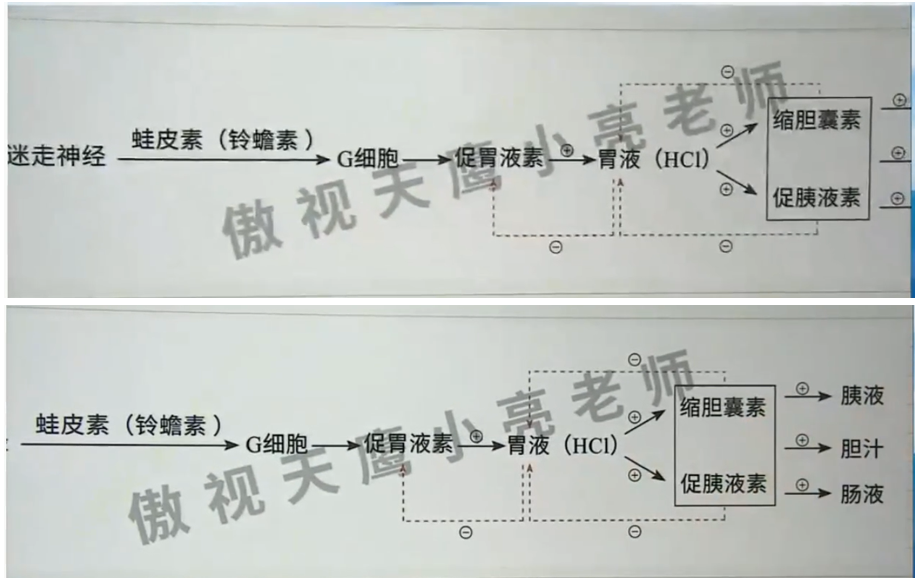 ⊖
缩胆囊素 ⊕
迷走神经 蛙皮素（铃蟾素） G细胞 促胃液素 ⊕ 胃液（HCl） ⊕ ⊕ ⊕
促胰液素 ⊕
⊖ ⊖
傲视天鹰小亮老师
⊖
缩胆囊素 ⊕ 胰液
蛙皮素（铃蟾素） G细胞 促胃液素 ⊕ 胃液（HCl） ⊕ ⊕ ⊕ 胆汁
促胰液素 ⊕ 肠液
⊖ ⊖
傲视天鹰小亮老师